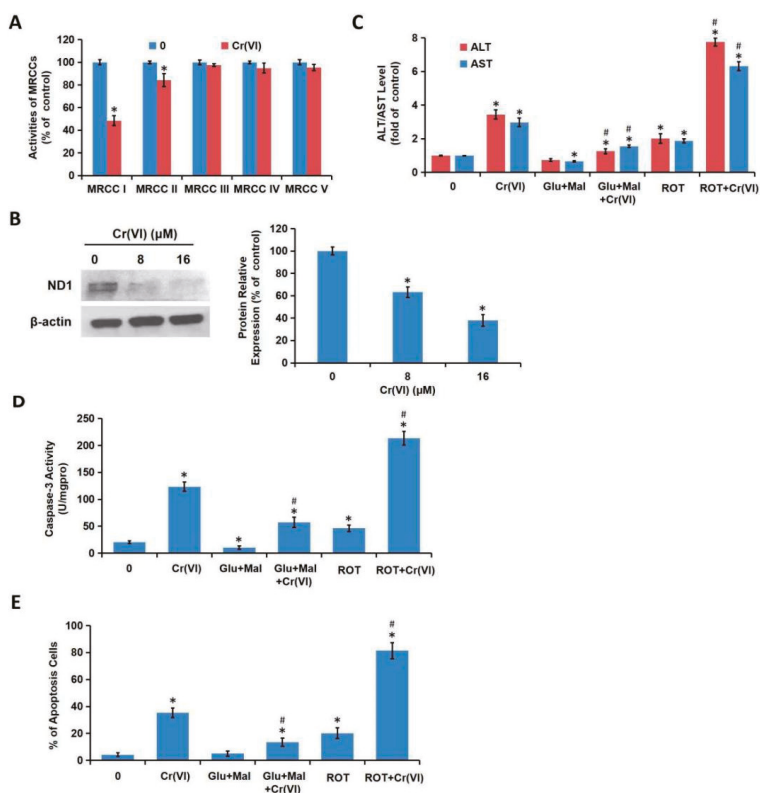 A
Activities of MRCCs
(% of control)
120
100
80
60
40
20
0
0
Cr(VI)
*
*
MRCC I
MRCC II
MRCC III
MRCC IV
MRCC V
C
ALT/AST Level
(fold of control)
8
6
4
2
0
ALT
AST
*
*
*
#
*
#
*
*
*
#
*
#
*
0
Cr(VI)
Glu+Mal
Glu+Mal
+Cr(VI)
ROT
ROT+Cr(VI)
B
Cr(VI) (μM)
0
8
16
ND1
β-actin
Protein Relative
Expression (% of control)
120
100
80
60
40
20
0
*
*
0
8
16
Cr(VI) (μM)
D
Caspase-3 Activity
(U/mgpro)
250
200
150
100
50
0
*
*
#
*
*
#
*
0
Cr(VI)
Glu+Mal
Glu+Mal
+Cr(VI)
ROT
ROT+Cr(VI)
E
% of Apoptosis Cells
100
80
60
40
20
0
*
#
*
*
#
*
0
Cr(VI)
Glu+Mal
Glu+Mal
+Cr(VI)
ROT
ROT+Cr(VI)